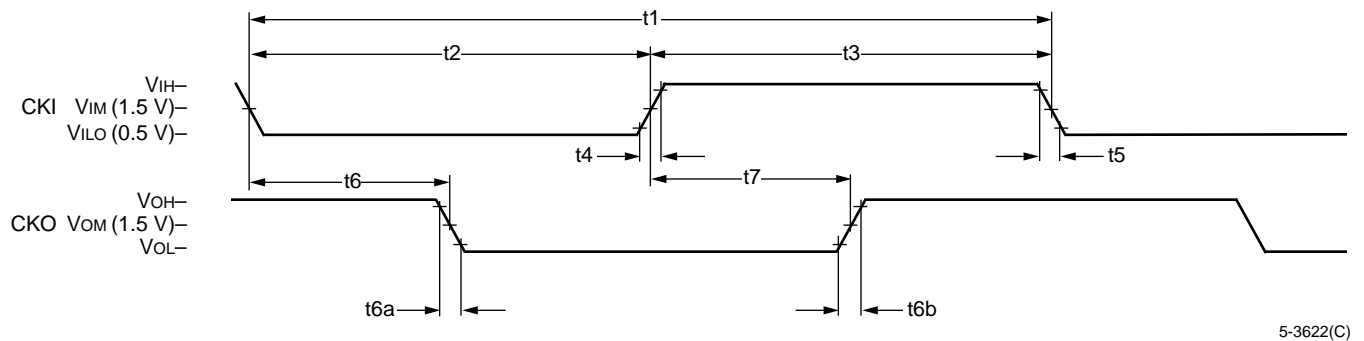 t1
t2
t3
VIH–
CKI VIM (1.5 V)–
VILO (0.5 V)–
t4
t5
t6
t7
VOH–
CKO VOM (1.5 V)–
VOL–
t6a
t6b
5-3622(C)